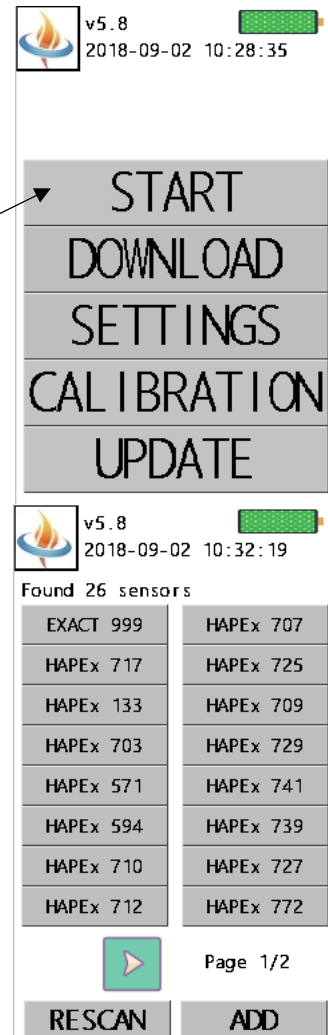 v5.8
2018-09-02 10:28:35
START
DOWNLOAD
SETTINGS
CALIBRATION
UPDATE
v5.8
2018-09-02 10:32:19
Found 26 sensors
EXACT 999 HAPEx 707
HAPEx 717 HAPEx 725
HAPEx 133 HAPEx 709
HAPEx 703 HAPEx 729
HAPEx 571 HAPEx 741
HAPEx 594 HAPEx 739
HAPEx 710 HAPEx 727
HAPEx 712 HAPEx 772
Page 1/2
RESCAN ADD